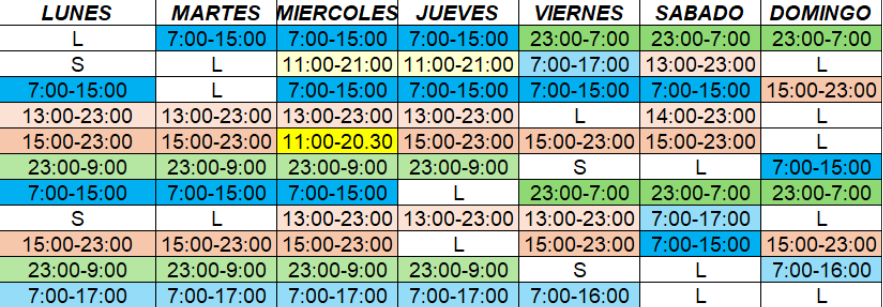 LUNES MARTES MIERCOLES JUEVES VIERNES SABADO DOMINGO
L 7:00-15:00 7:00-15:00 7:00-15:00 23:00-7:00 23:00-7:00 23:00-7:00
S L 11:00-21:00 11:00-21:00 7:00-17:00 13:00-23:00 L
7:00-15:00 L 7:00-15:00 7:00-15:00 7:00-15:00 7:00-15:00 15:00-23:00
13:00-23:00 13:00-23:00 13:00-23:00 13:00-23:00 L 14:00-23:00 L
15:00-23:00 15:00-23:00 11:00-20.30 15:00-23:00 15:00-23:00 15:00-23:00 L
23:00-9:00 23:00-9:00 23:00-9:00 23:00-9:00 S L 7:00-15:00
7:00-15:00 7:00-15:00 7:00-15:00 L 23:00-7:00 23:00-7:00 23:00-7:00
S L 13:00-23:00 13:00-23:00 13:00-23:00 7:00-17:00 L
15:00-23:00 15:00-23:00 15:00-23:00 L 15:00-23:00 7:00-15:00 15:00-23:00
23:00-9:00 23:00-9:00 23:00-9:00 23:00-9:00 S L 7:00-16:00
7:00-17:00 7:00-17:00 7:00-17:00 7:00-17:00 7:00-16:00 L L